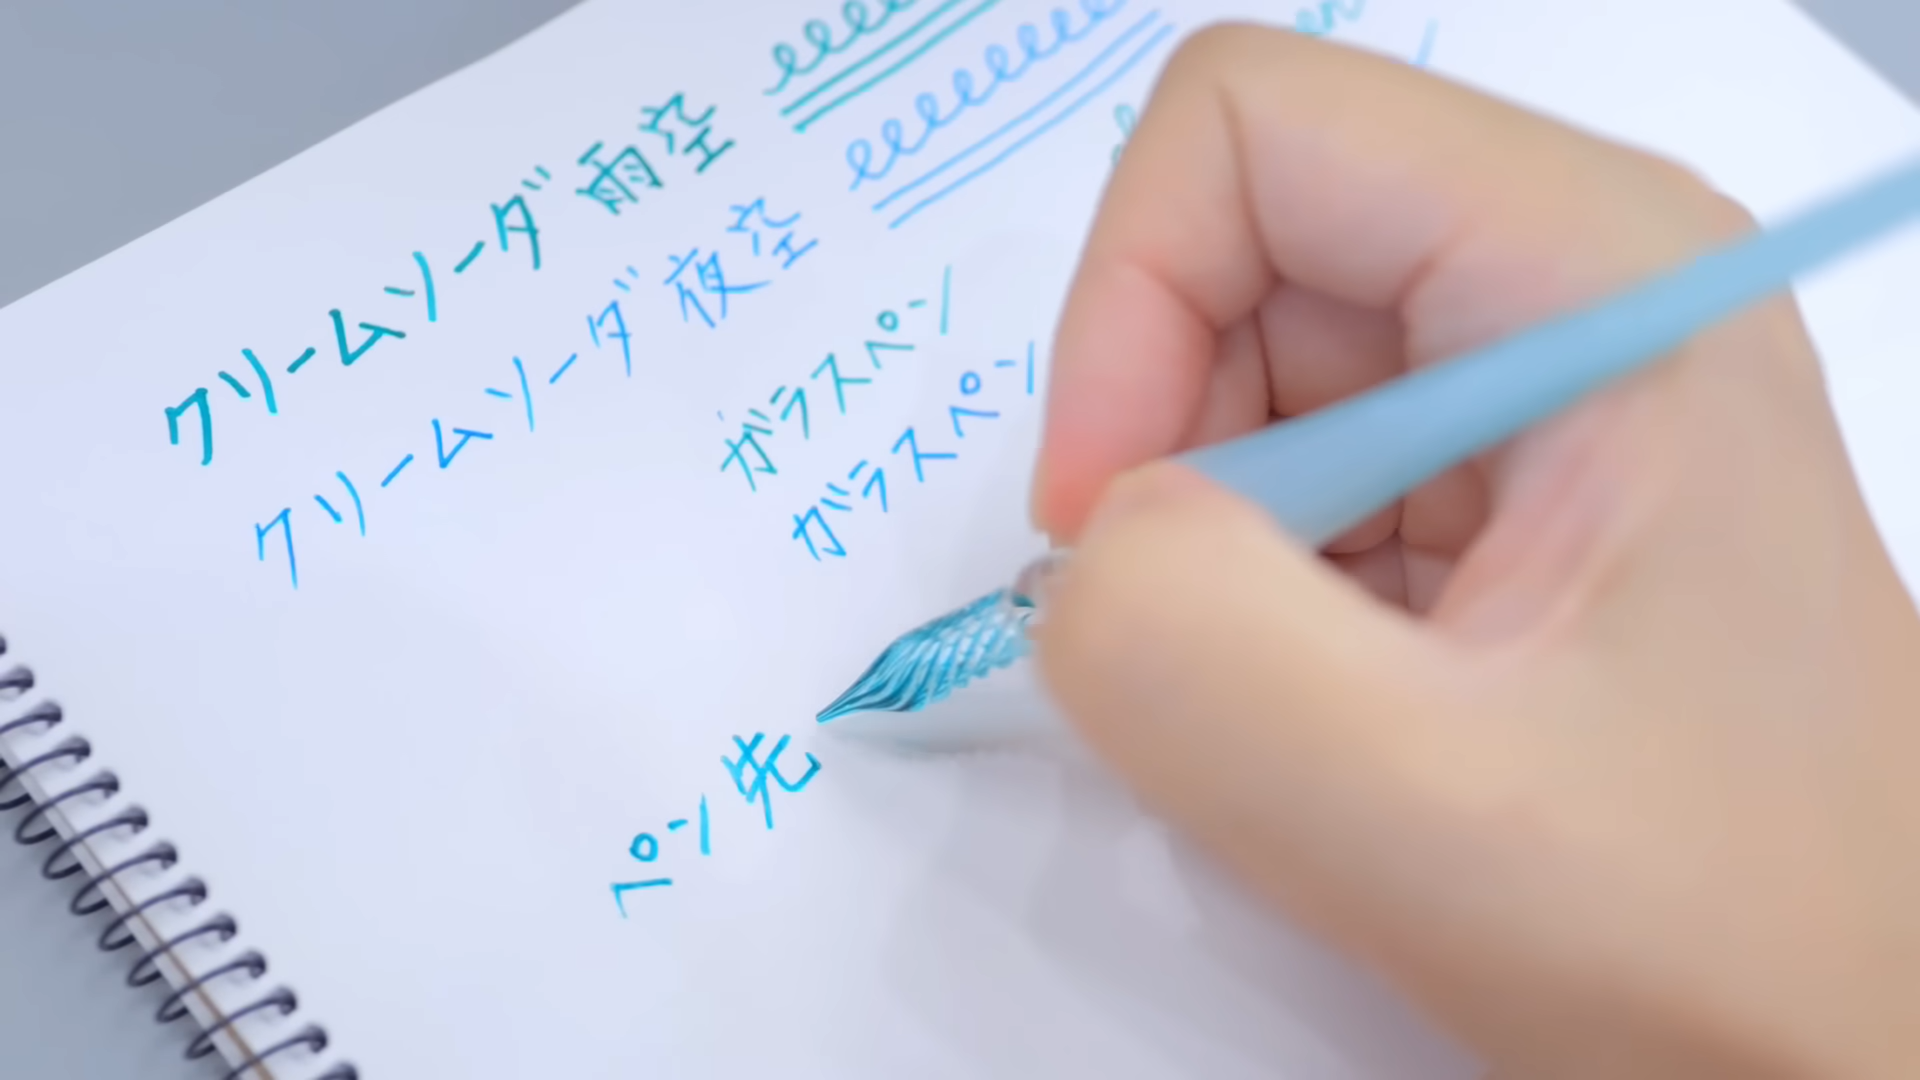 クリームソーダ雨空
クリームソーダ夜空
ガラスペン
ガラスペン
ペン先